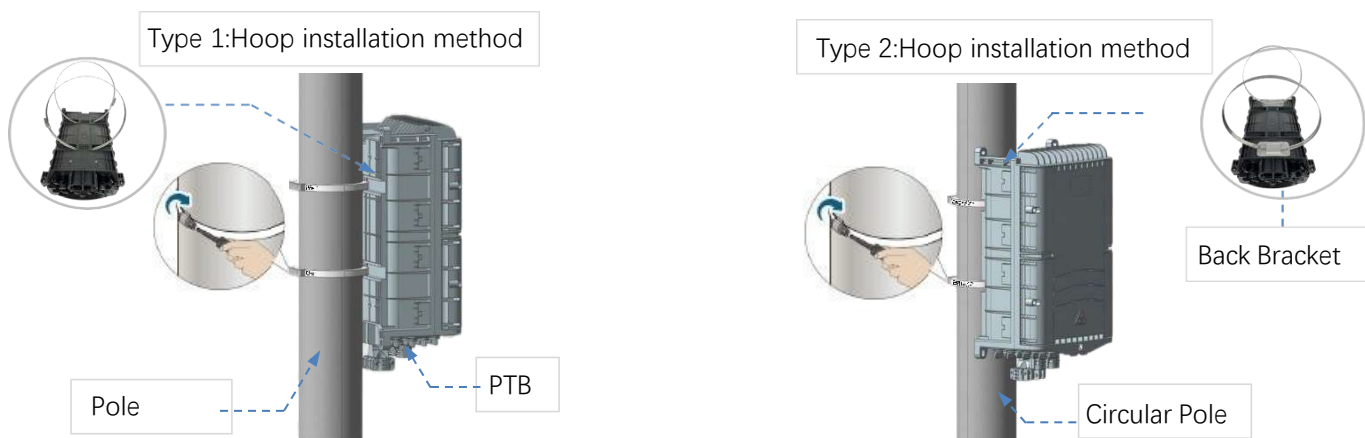 Type 1:Hoop installation method
Type 2:Hoop installation method
Back Bracket
Pole
PTB
Circular Pole